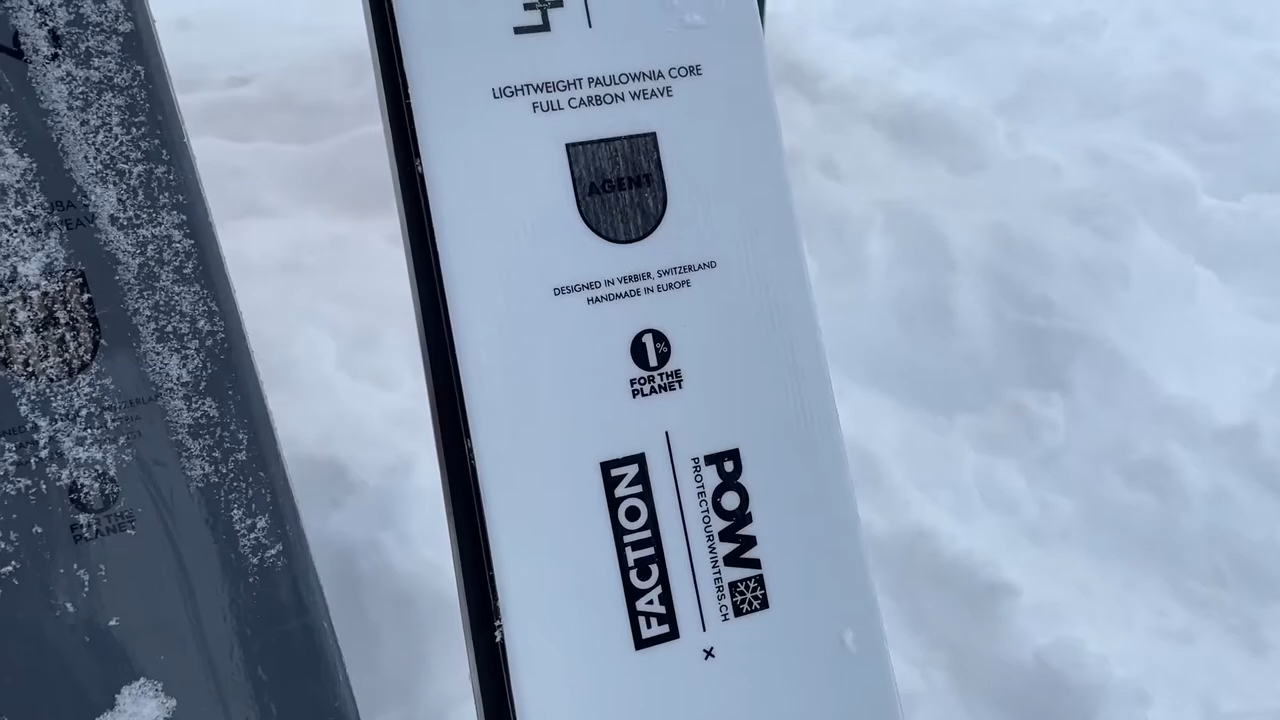 LIGHTWEIGHT PAULOWNIA CORE
FULL CARBON WEAVE
AGENT
DESIGNED IN VERBIER, SWITZERLAND
HANDMADE IN EUROPE
1%
FOR THE
PLANET
FACTION
x
POW
PROTECTOURWINTERS.CH
FOR THE
PLANET